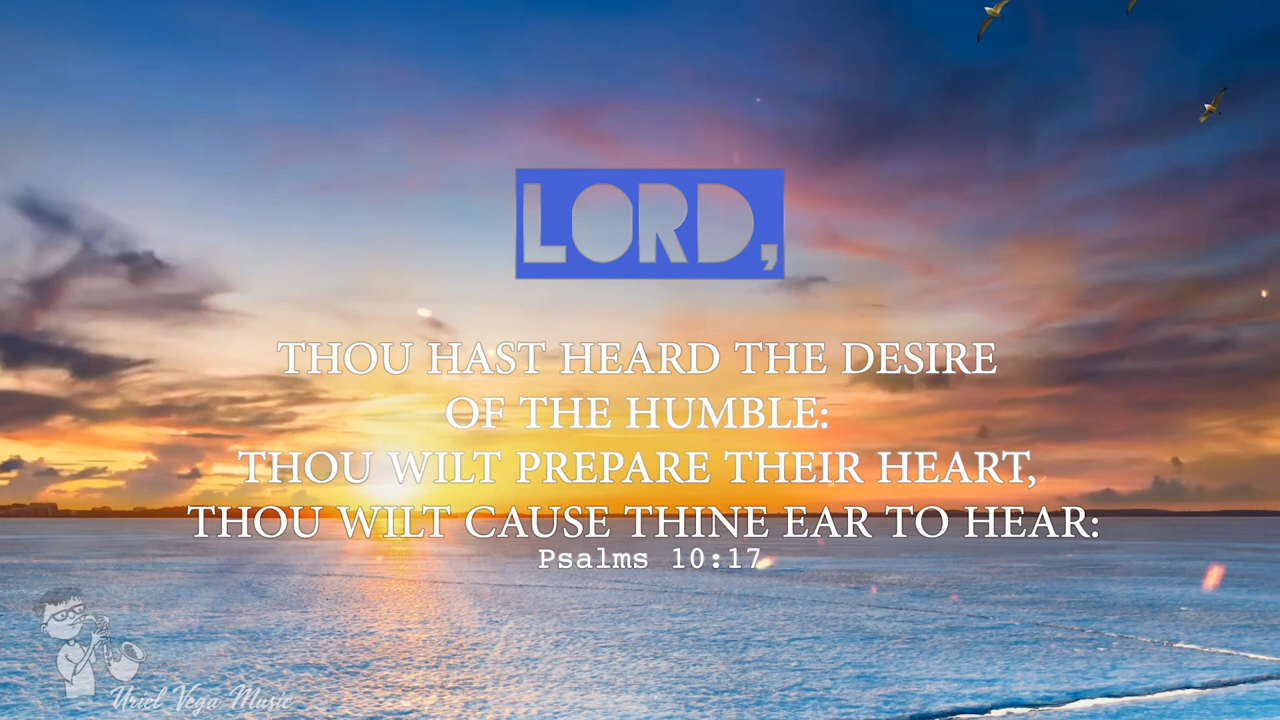 LORD,
THOU HAST HEARD THE DESIRE
OF THE HUMBLE:
THOU WILT PREPARE THEIR HEART,
THOU WILT CAUSE THINE EAR TO HEAR:
Psalms 10:17
Uriel Vega Music